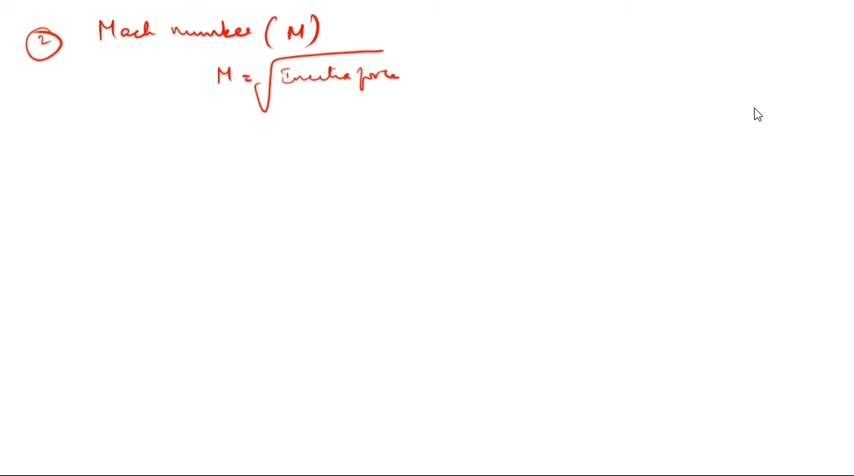 ② Mach number (M)
M = √Inertia force